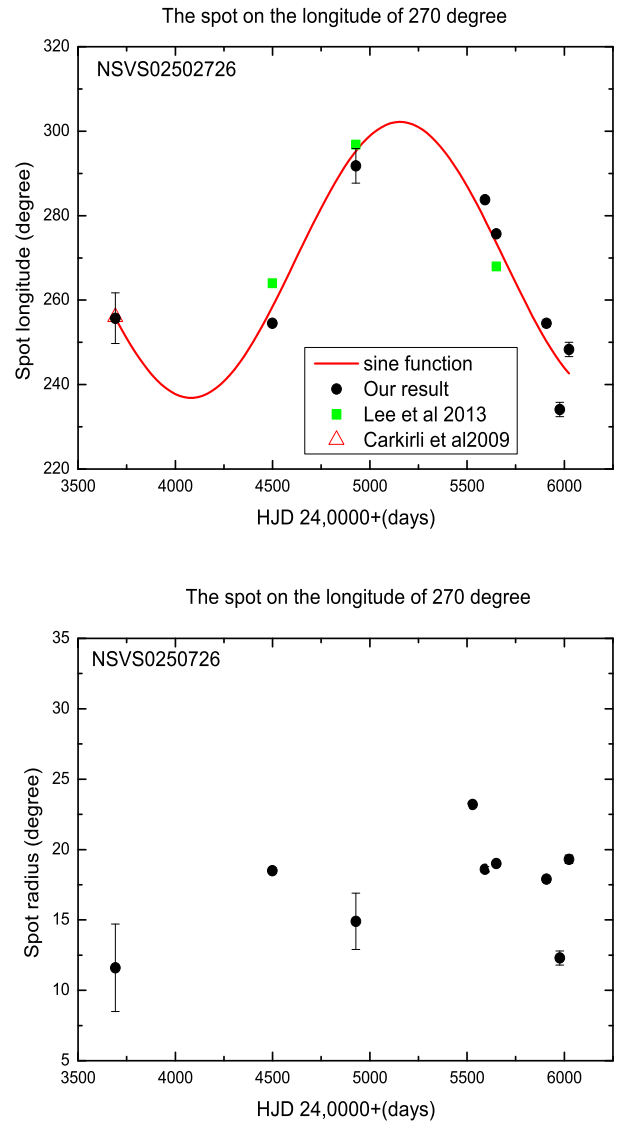 The spot on the longitude of 270 degree
320
NSVS02502726
300
280
260
240
220
Spot longitude (degree)
sine function
Our result
Lee et al 2013
Carkirli et al2009
3500 4000 4500 5000 5500 6000
HJD 24,0000+(days)
The spot on the longitude of 270 degree
35
NSVS0250726
30
25
20
15
10
5
Spot radius (degree)
3500 4000 4500 5000 5500 6000
HJD 24,0000+(days)